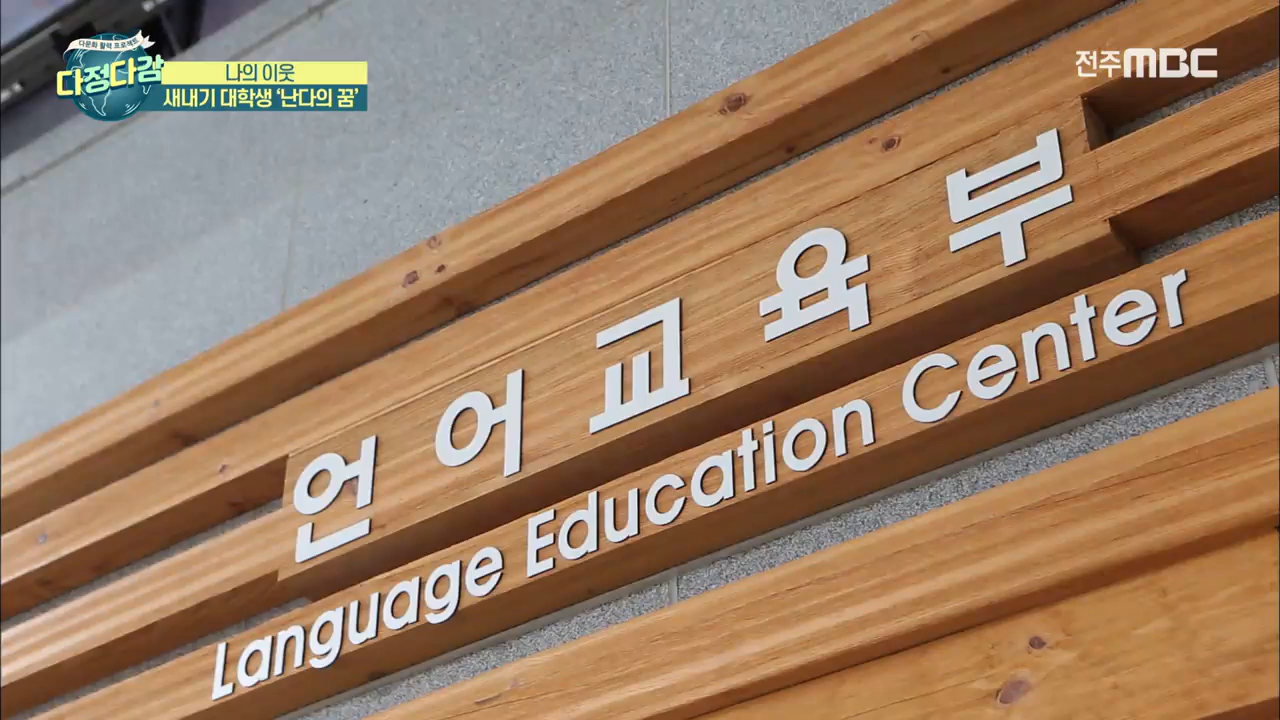 다문화 활력 프로젝트
다정다감
나의 이웃
새내기 대학생 ‘난다의 꿈’
전주MBC
언어교육부
Language Education Center